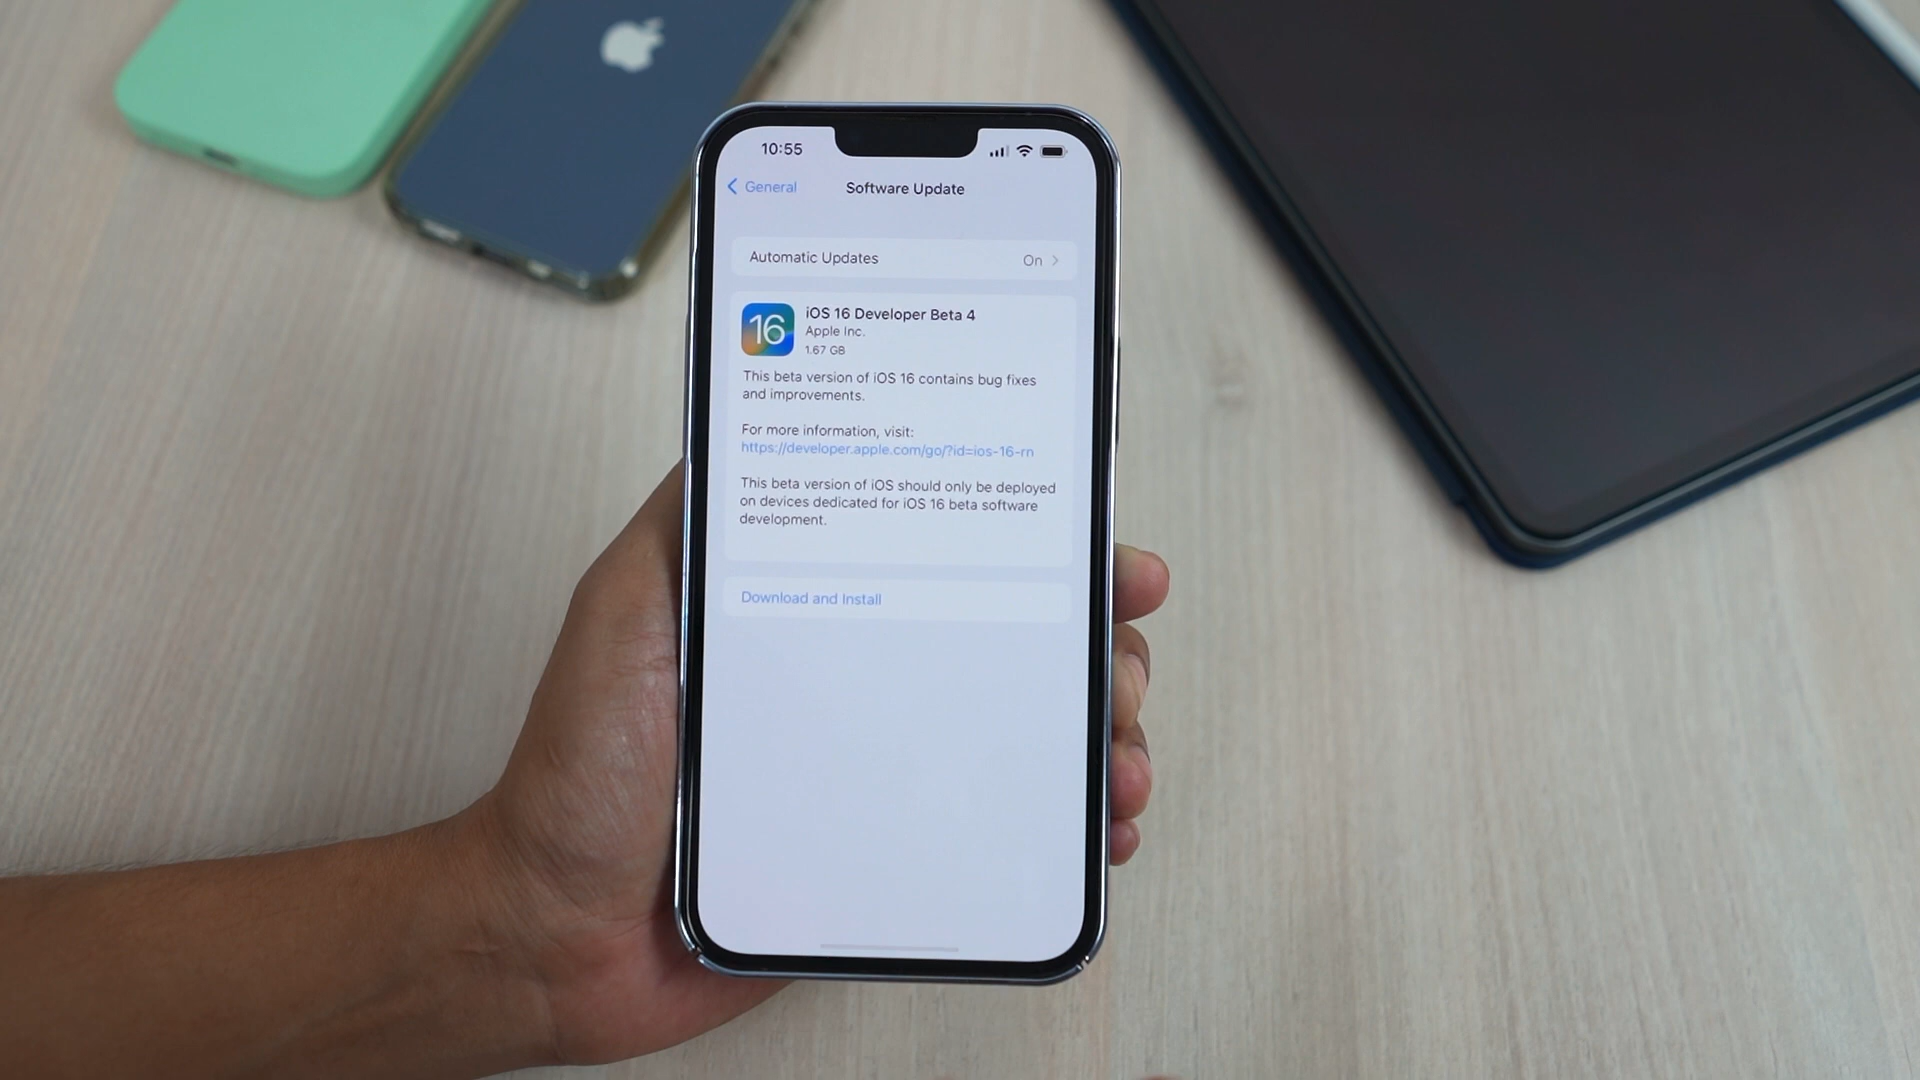 10:55
General
Software Update
Automatic Updates On
16
iOS 16 Developer Beta 4
Apple Inc.
1.67 GB
This beta version of iOS 16 contains bug fixes
and improvements.
For more information, visit:
https://developer.apple.com/go/?id=ios-16-rn
This beta version of iOS should only be deployed
on devices dedicated for iOS 16 beta software
development.
Download and Install